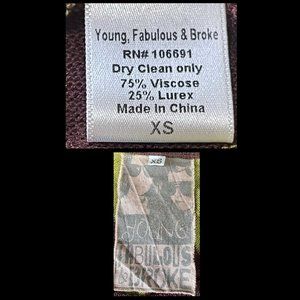 Young, Fabulous & Broke
RN# 106691
Dry Clean only
75% Viscose
25% Lurex
Made in China
XS
XS
YOUNG
FABULOUS
& BROKE